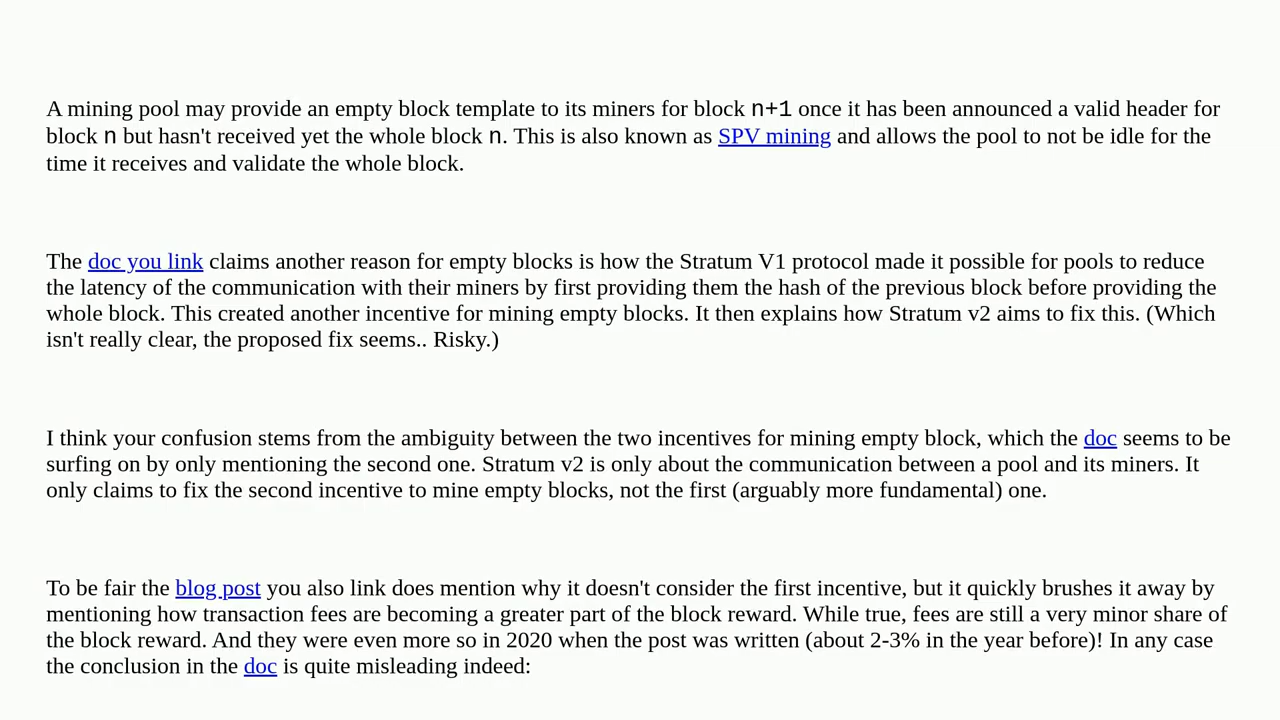 A mining pool may provide an empty block template to its miners for block n+1 once it has been announced a valid header for
block n but hasn't received yet the whole block n. This is also known as SPV mining and allows the pool to not be idle for the
time it receives and validate the whole block.
The doc you link claims another reason for empty blocks is how the Stratum V1 protocol made it possible for pools to reduce
the latency of the communication with their miners by first providing them the hash of the previous block before providing the
whole block. This created another incentive for mining empty blocks. It then explains how Stratum v2 aims to fix this. (Which
isn't really clear, the proposed fix seems.. Risky.)
I think your confusion stems from the ambiguity between the two incentives for mining empty block, which the doc seems to be
surfing on by only mentioning the second one. Stratum v2 is only about the communication between a pool and its miners. It
only claims to fix the second incentive to mine empty blocks, not the first (arguably more fundamental) one.
To be fair the blog post you also link does mention why it doesn't consider the first incentive, but it quickly brushes it away by
mentioning how transaction fees are becoming a greater part of the block reward. While true, fees are still a very minor share of
the block reward. And they were even more so in 2020 when the post was written (about 2-3% in the year before)! In any case
the conclusion in the doc is quite misleading indeed: